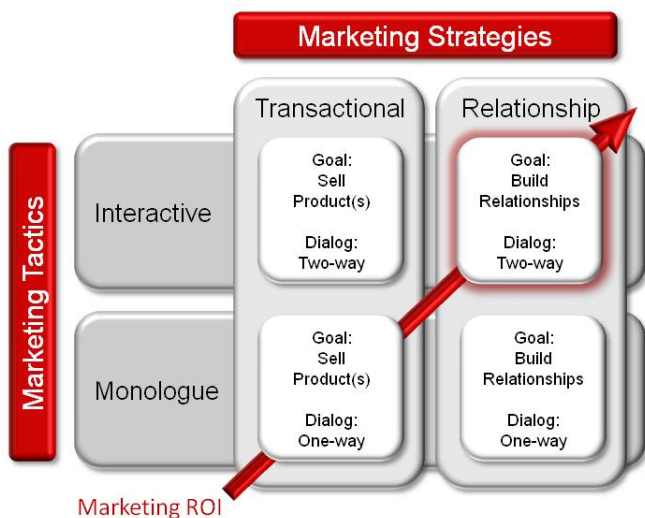 Marketing Strategies
Transactional
Relationship
Marketing Tactics
Interactive
Goal:
Sell
Product(s)
Dialog:
Two-way
Goal:
Build
Relationships
Dialog:
Two-way
Monologue
Goal:
Sell
Product(s)
Dialog:
One-way
Goal:
Build
Relationships
Dialog:
One-way
Marketing ROI